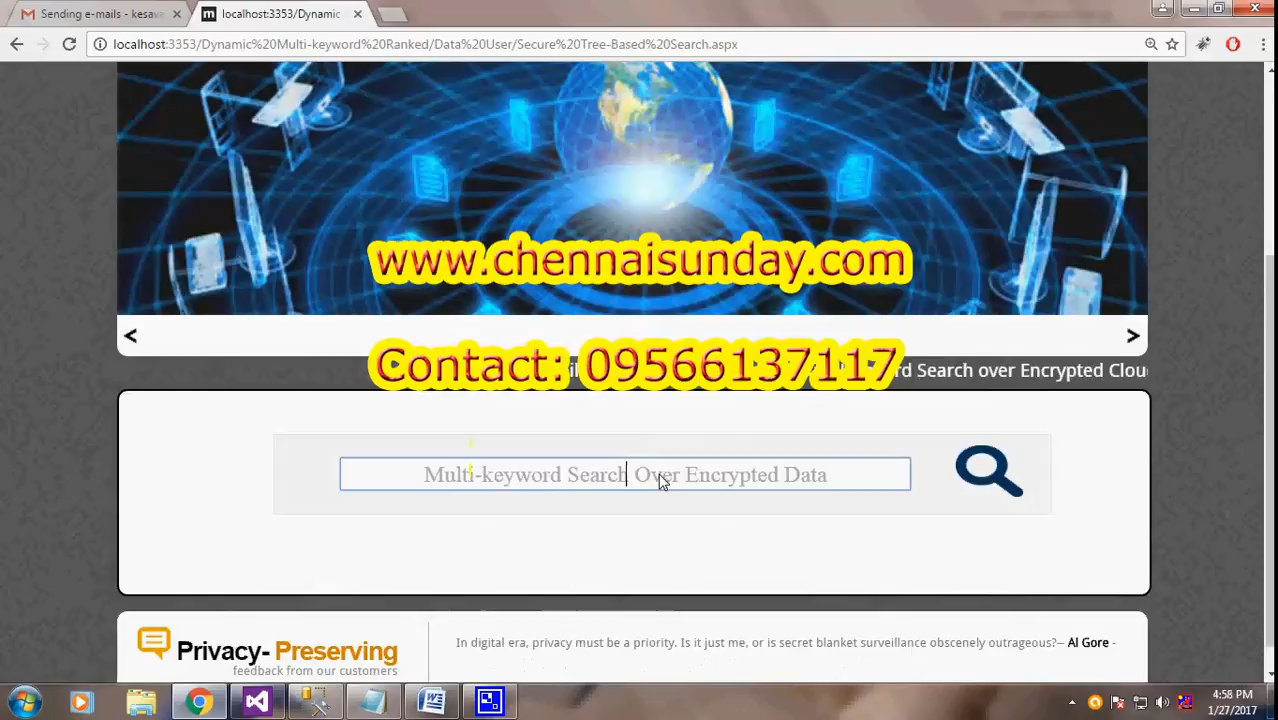 Sending e-mails - kesava
localhost:3353/Dynamic
localhost:3353/Dynamic%20Multi-keyword%20Ranked/Data%20User/Secure%20Tree-Based%20Search.aspx
www.chennaisunday.com
Contact: 09566137117
Search over Encrypted Clou
Multi-keyword Search Over Encrypted Data
Privacy- Preserving
feedback from our customers
In digital era, privacy must be a priority. Is it just me, or is secret blanket surveillance obscenely outrageous?– Al Gore -
4:58 PM
1/27/2017